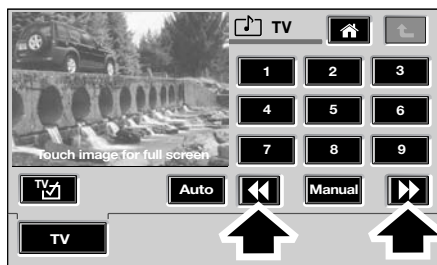 TV
1 2 3
4 5 6
Touch image for full screen
7 8 9
TV
Auto
Manual
TV